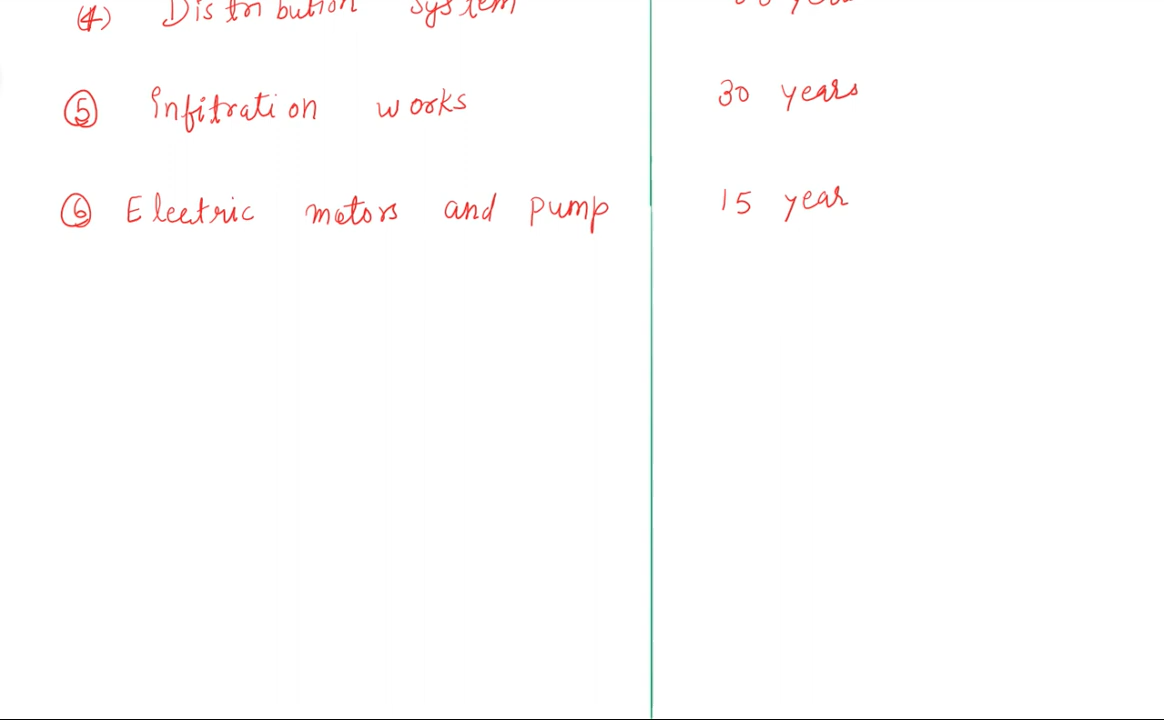 (4) Distribution system
5 Infitration works 30 years
6 Electric motors and pump 15 year